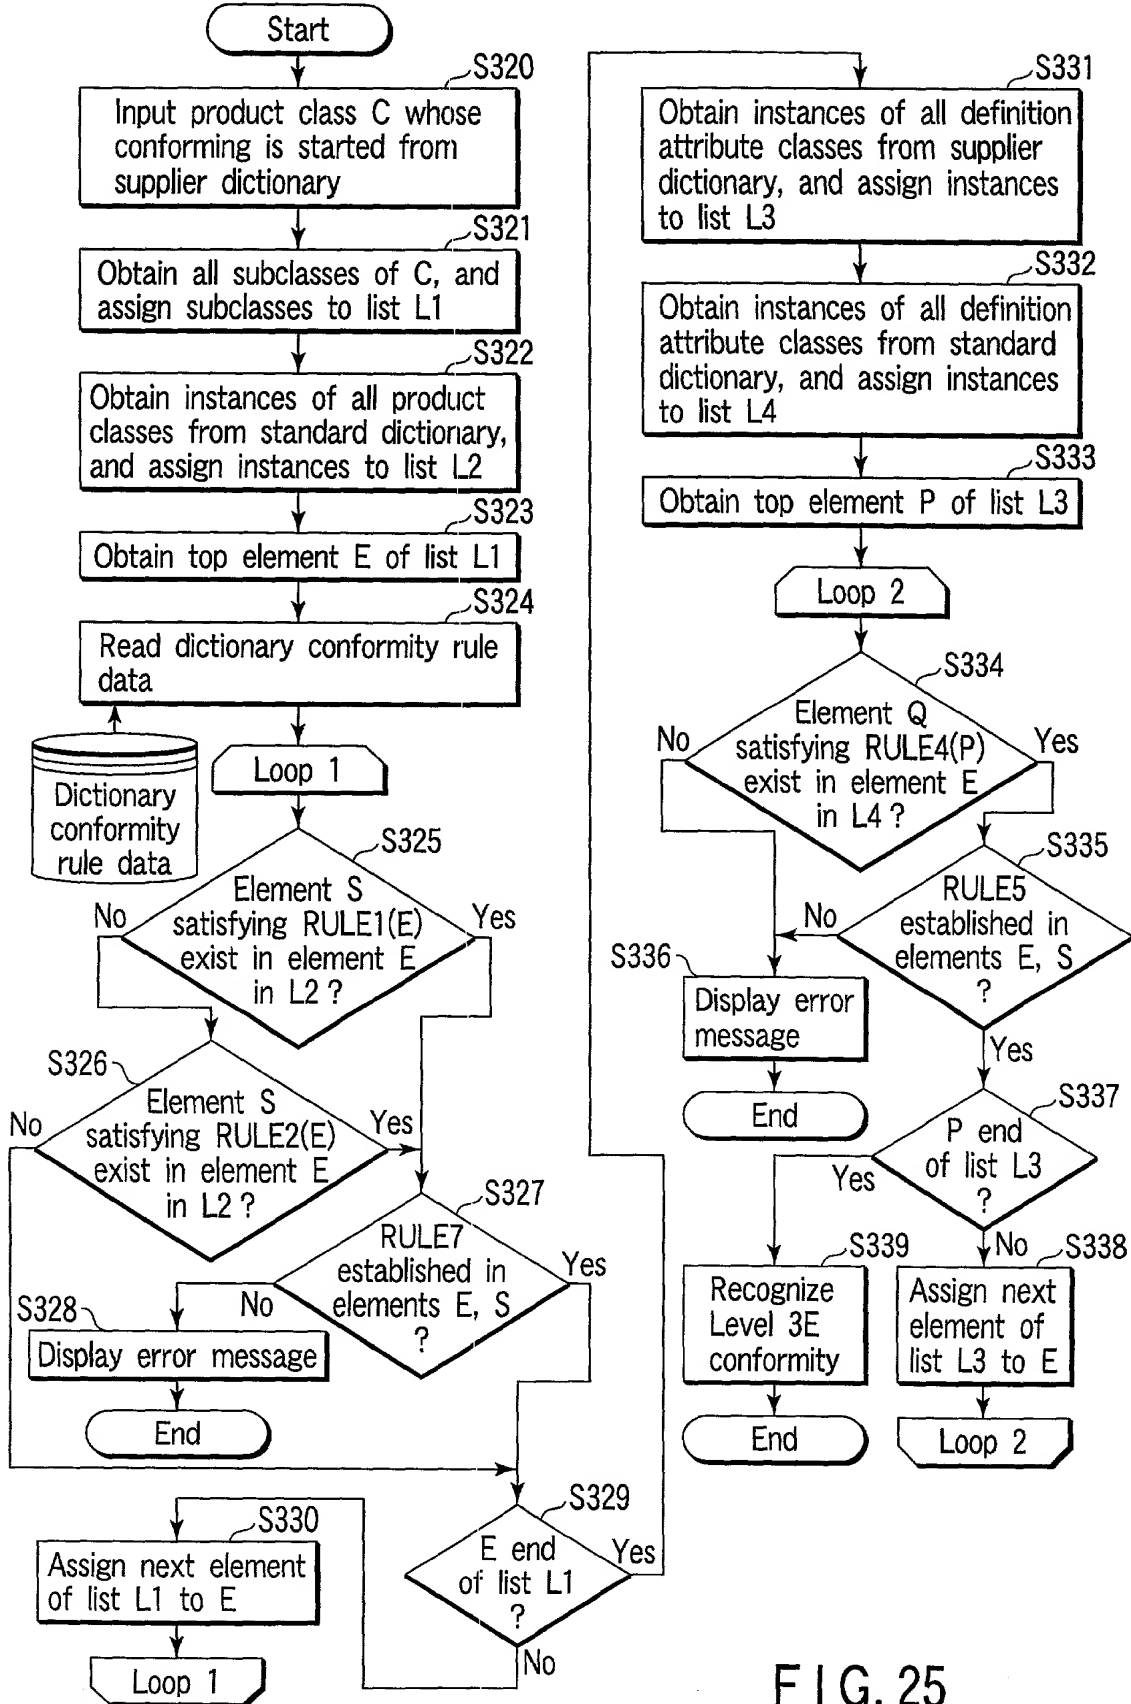 Start
S320
Input product class C whose
conforming is started from
supplier dictionary
S321
Obtain all subclasses of C, and
assign subclasses to list L1
S322
Obtain instances of all product
classes from standard dictionary,
and assign instances to list L2
S323
Obtain top element E of list L1
S324
Read dictionary conformity rule
data
Dictionary
conformity
rule data
Loop 1
S325
Element S
satisfying RULE1(E)
exist in element E
in L2 ?
No
Yes
S326
Element S
satisfying RULE2(E)
exist in element E
in L2 ?
No
Yes
S327
RULE7
established in
elements E, S
?
No
Yes
S328
Display error message
End
S329
E end
of list L1
?
Yes
No
S330
Assign next element
of list L1 to E
Loop 1
S331
Obtain instances of all definition
attribute classes from supplier
dictionary, and assign instances
to list L3
S332
Obtain instances of all definition
attribute classes from standard
dictionary, and assign instances
to list L4
S333
Obtain top element P of list L3
Loop 2
S334
Element Q
satisfying RULE4(P)
exist in element E
in L4 ?
No
Yes
S335
RULE5
established in
elements E, S
?
No
Yes
S336
Display error
message
End
S337
P end
of list L3
?
Yes
No
S339
Recognize
Level 3E
conformity
End
S338
Assign next
element of
list L3 to E
Loop 2
FIG. 25